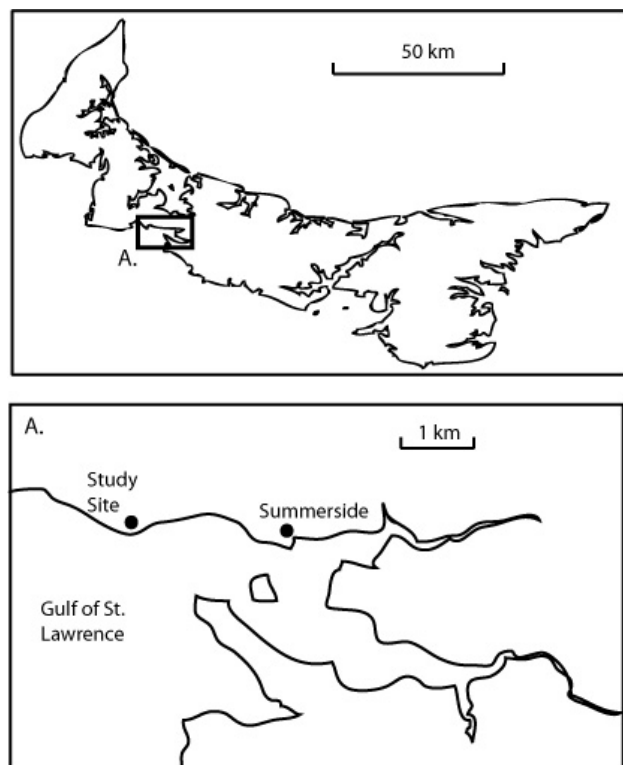 50 km
A.
A.
1 km
Study
Site
Summerside
Gulf of St.
Lawrence